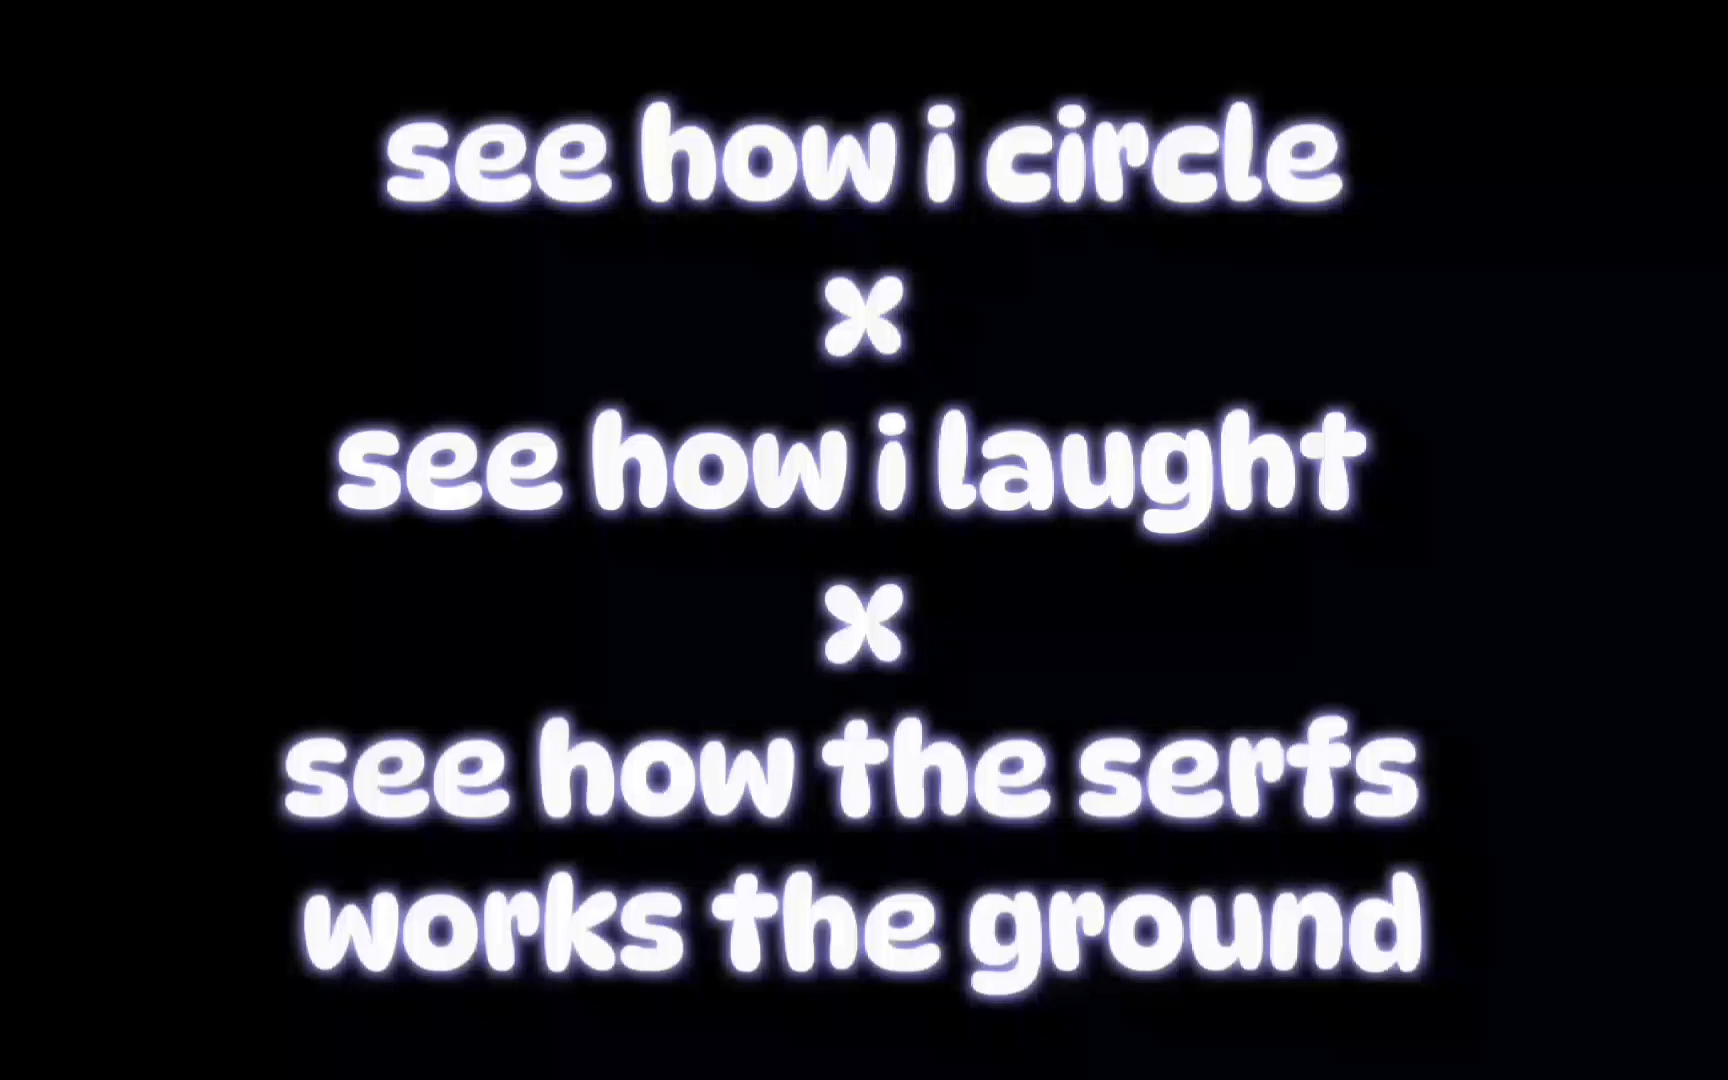 see how i circle
x
see how i laught
x
see how the serfs
works the ground